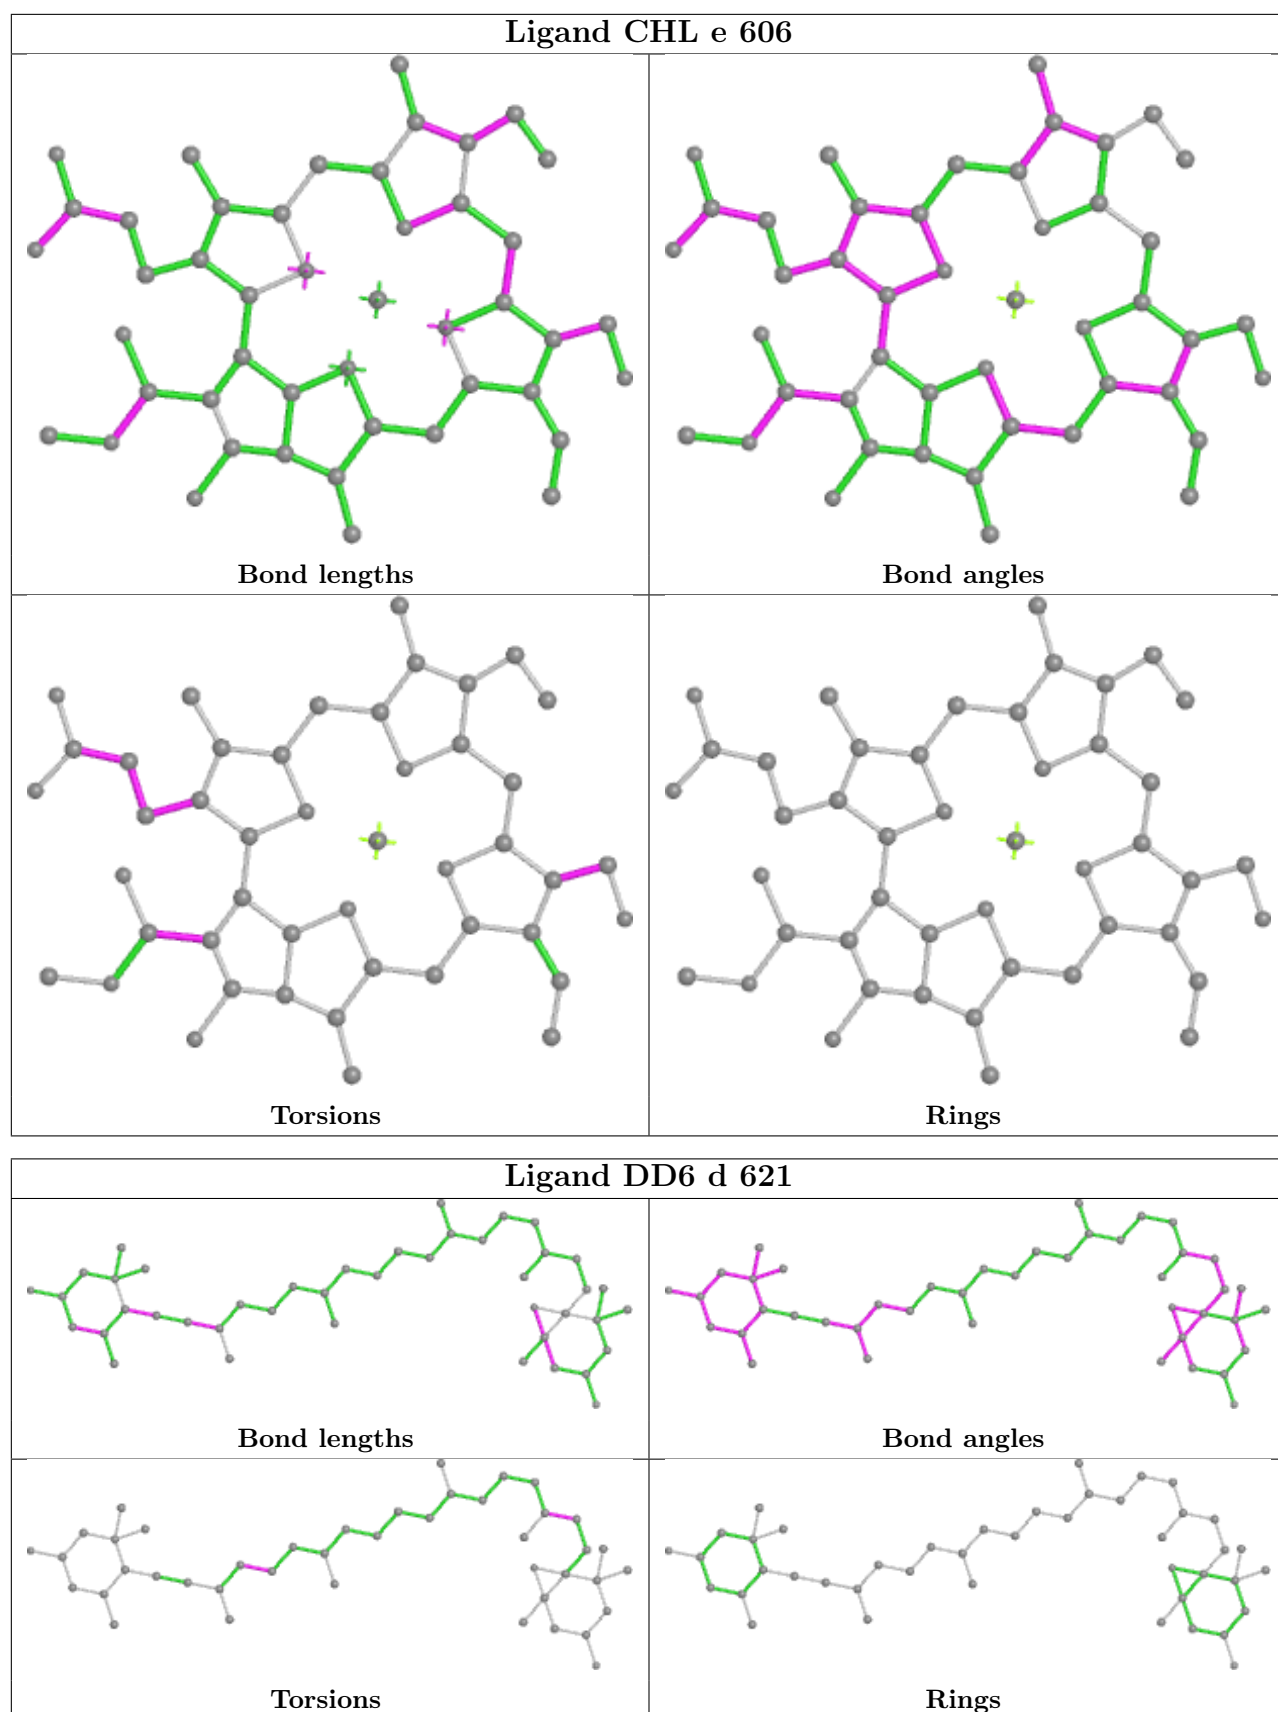 Ligand CHL e 606
Bond lengths
Bond angles
Torsions
Rings
Ligand DD6 d 621
Bond lengths
Bond angles
Torsions
Rings